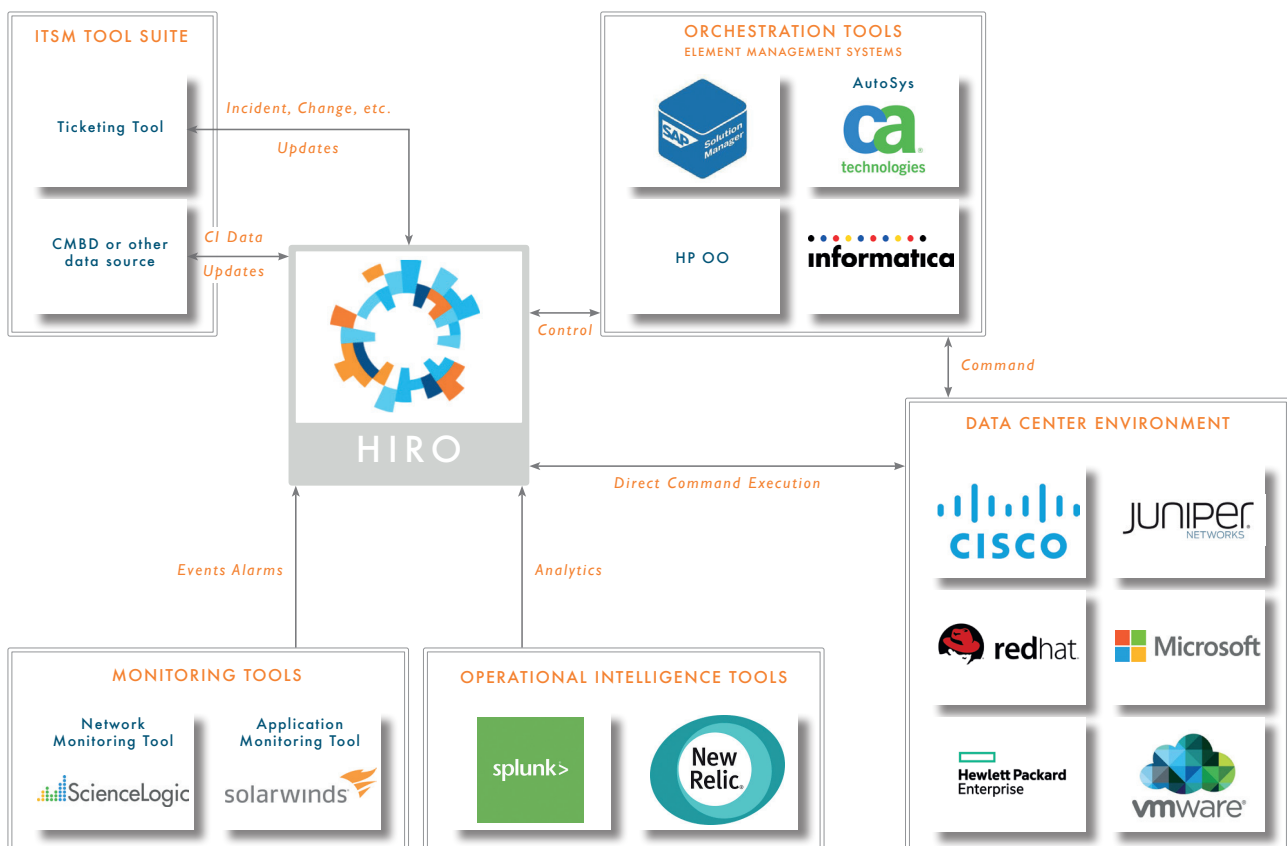 ITSM TOOL SUITE
Ticketing Tool
CMBD or other
data source
Incident, Change, etc.
Updates
CI Data
Updates
HIRO
ORCHESTRATION TOOLS
ELEMENT MANAGEMENT SYSTEMS
SAP Solution
Manager
AutoSys
ca
technologies
HP OO
informatica
Control
Command
Direct Command Execution
DATA CENTER ENVIRONMENT
CISCO
JUNIPER
NETWORKS
redhat.
Microsoft
Hewlett Packard
Enterprise
vmware®
Events Alarms
Analytics
MONITORING TOOLS
Network
Monitoring Tool
ScienceLogic
Application
Monitoring Tool
solarwinds
OPERATIONAL INTELLIGENCE TOOLS
splunk>
New
Relic®